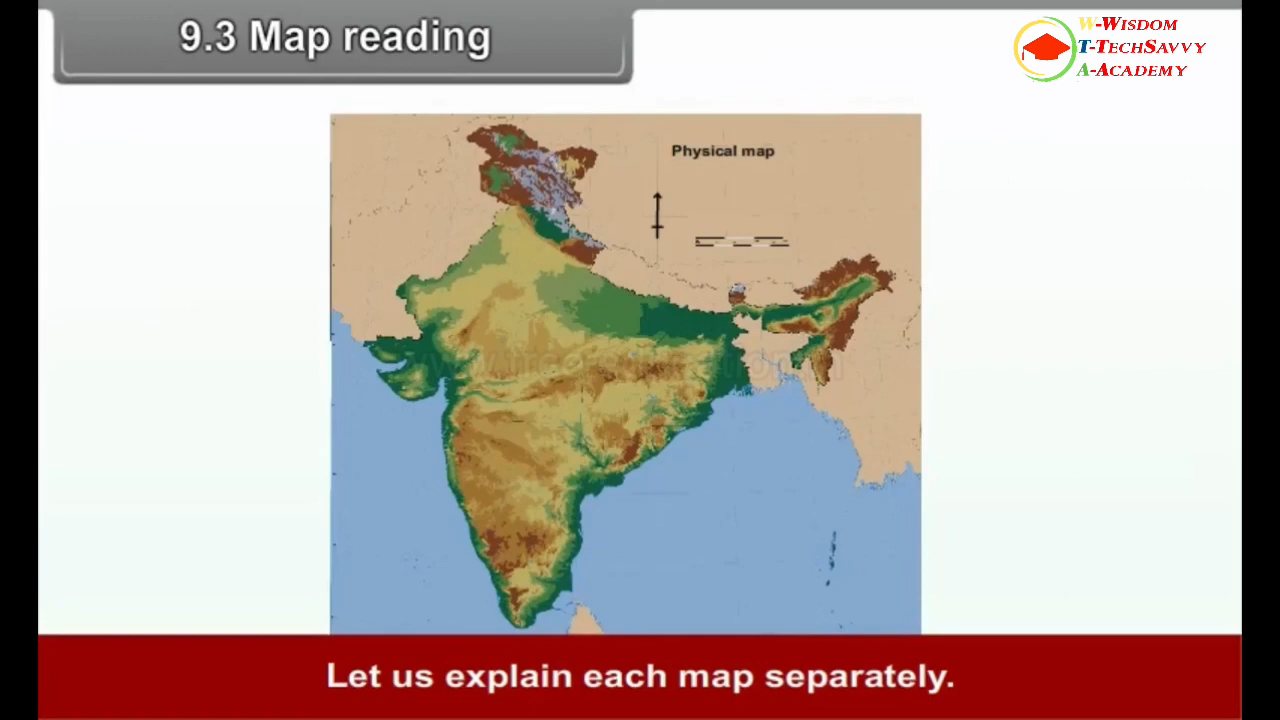 9.3 Map reading
W-Wisdom
T-TechSavvy
A-Academy
Physical map
Let us explain each map separately.